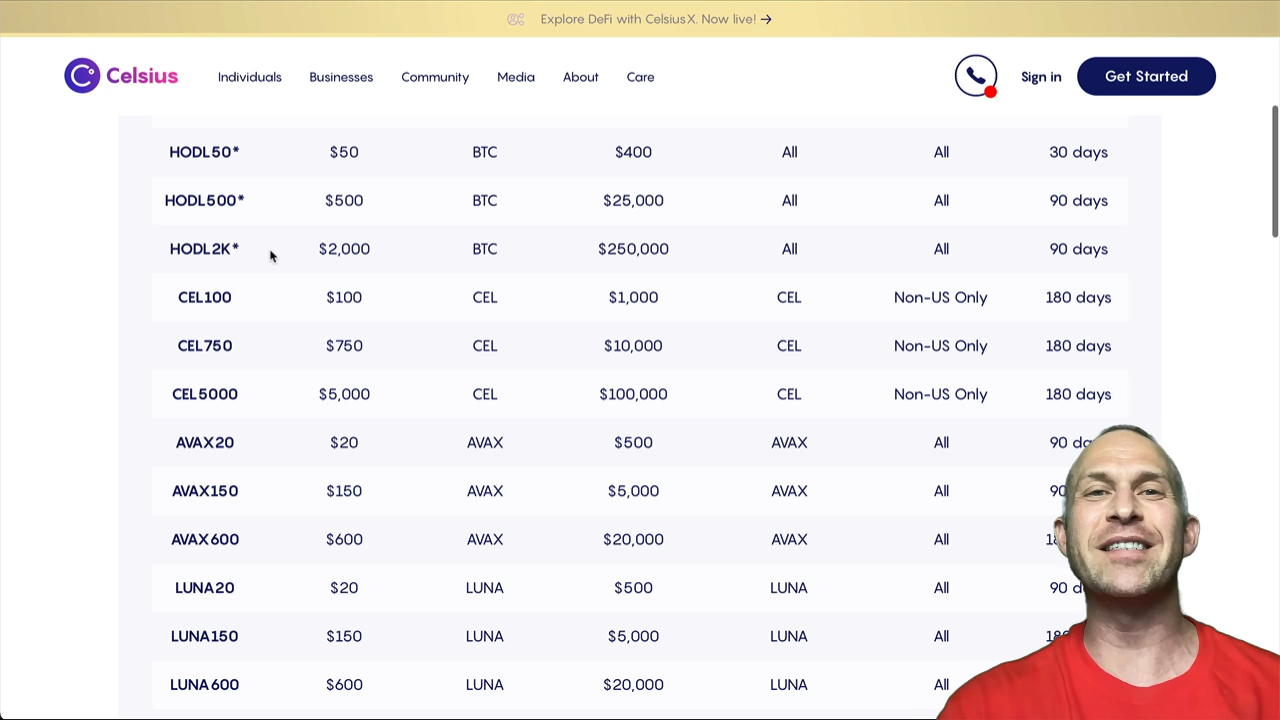 Explore DeFi with CelsiusX. Now live! →
Celsius Individuals Businesses Community Media About Care Sign in Get Started
HODL50* $50 BTC $400 All All 30 days
HODL500* $500 BTC $25,000 All All 90 days
HODL2K* $2,000 BTC $250,000 All All 90 days
CEL100 $100 CEL $1,000 CEL Non-US Only 180 days
CEL750 $750 CEL $10,000 CEL Non-US Only 180 days
CEL5000 $5,000 CEL $100,000 CEL Non-US Only 180 days
AVAX20 $20 AVAX $500 AVAX All 90
AVAX150 $150 AVAX $5,000 AVAX All
AVAX600 $600 AVAX $20,000 AVAX All
LUNA20 $20 LUNA $500 LUNA All 90
LUNA150 $150 LUNA $5,000 LUNA All
LUNA600 $600 LUNA $20,000 LUNA All